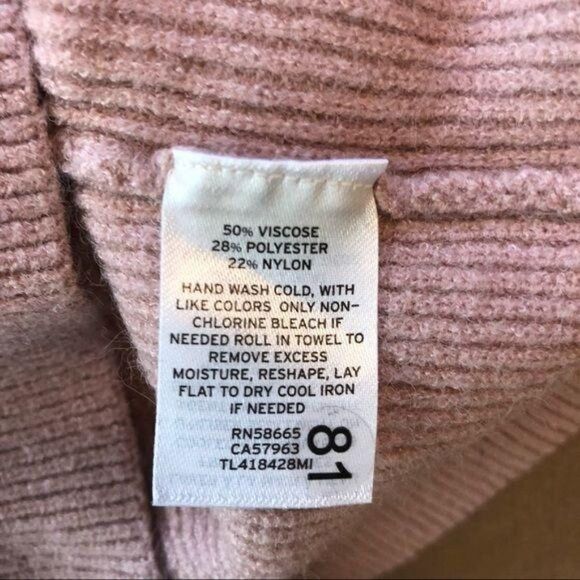 50% VISCOSE
28% POLYESTER
22% NYLON
HAND WASH COLD, WITH
LIKE COLORS ONLY NON-
CHLORINE BLEACH IF
NEEDED ROLL IN TOWEL TO
REMOVE EXCESS
MOISTURE, RESHAPE, LAY
FLAT TO DRY COOL IRON
IF NEEDED
RN58665
CA57963
TL418428MI
81